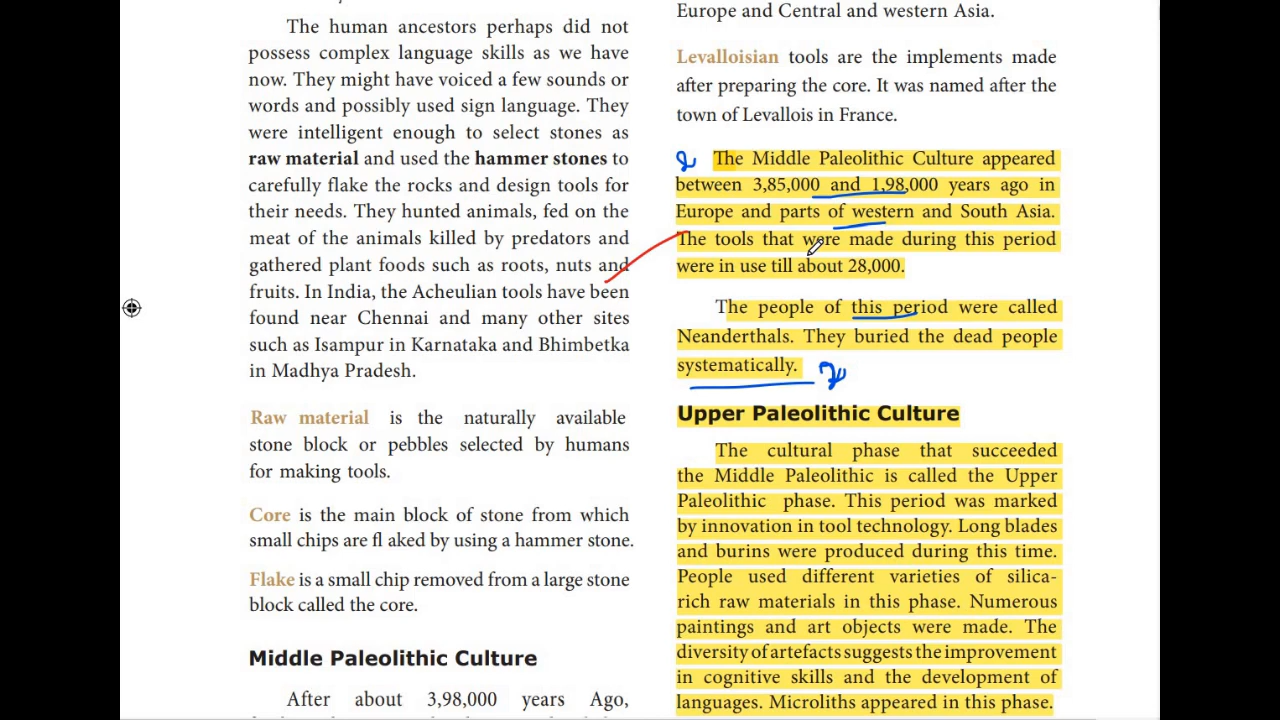 The human ancestors perhaps did not
possess complex language skills as we have
now. They might have voiced a few sounds or
words and possibly used sign language. They
were intelligent enough to select stones as
raw material and used the hammer stones to
carefully flake the rocks and design tools for
their needs. They hunted animals, fed on the
meat of the animals killed by predators and
gathered plant foods such as roots, nuts and
fruits. In India, the Acheulian tools have been
found near Chennai and many other sites
such as Isampur in Karnataka and Bhimbetka
in Madhya Pradesh.
Raw material is the naturally available
stone block or pebbles selected by humans
for making tools.
Core is the main block of stone from which
small chips are fl aked by using a hammer stone.
Flake is a small chip removed from a large stone
block called the core.
Middle Paleolithic Culture
After about 3,98,000 years Ago,
Europe and Central and western Asia.
Levalloisian tools are the implements made
after preparing the core. It was named after the
town of Levallois in France.
The Middle Paleolithic Culture appeared
between 3,85,000 and 1,98,000 years ago in
Europe and parts of western and South Asia.
The tools that were made during this period
were in use till about 28,000.
The people of this period were called
Neanderthals. They buried the dead people
systematically.
Upper Paleolithic Culture
The cultural phase that succeeded
the Middle Paleolithic is called the Upper
Paleolithic phase. This period was marked
by innovation in tool technology. Long blades
and burins were produced during this time.
People used different varieties of silica-
rich raw materials in this phase. Numerous
paintings and art objects were made. The
diversity of artefacts suggests the improvement
in cognitive skills and the development of
languages. Microliths appeared in this phase.